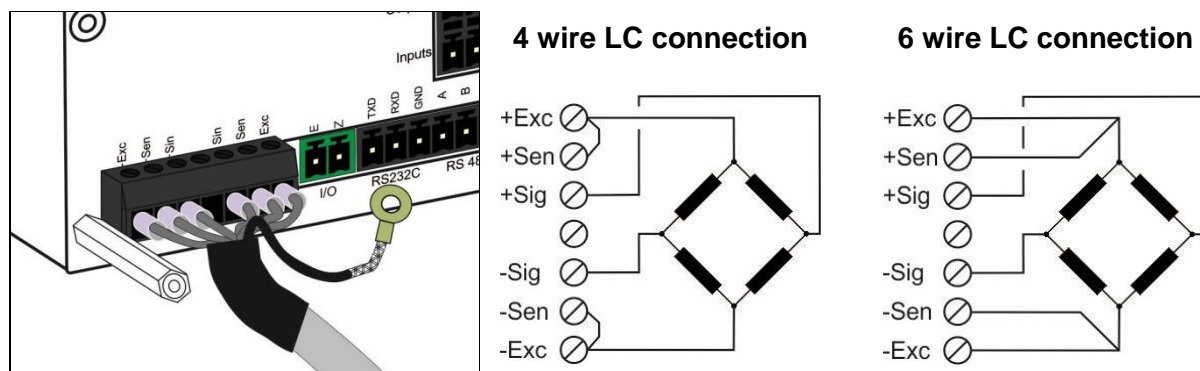 Inputs
-Exc
-Sen
-Sin
Sin
Sen
Exc
E
Z
TXD
RXD
GND
A
B
I/O
RS232C
RS 48
4 wire LC connection
+Exc
+Sen
+Sig
-Sig
-Sen
-Exc
6 wire LC connection
+Exc
+Sen
+Sig
-Sig
-Sen
-Exc